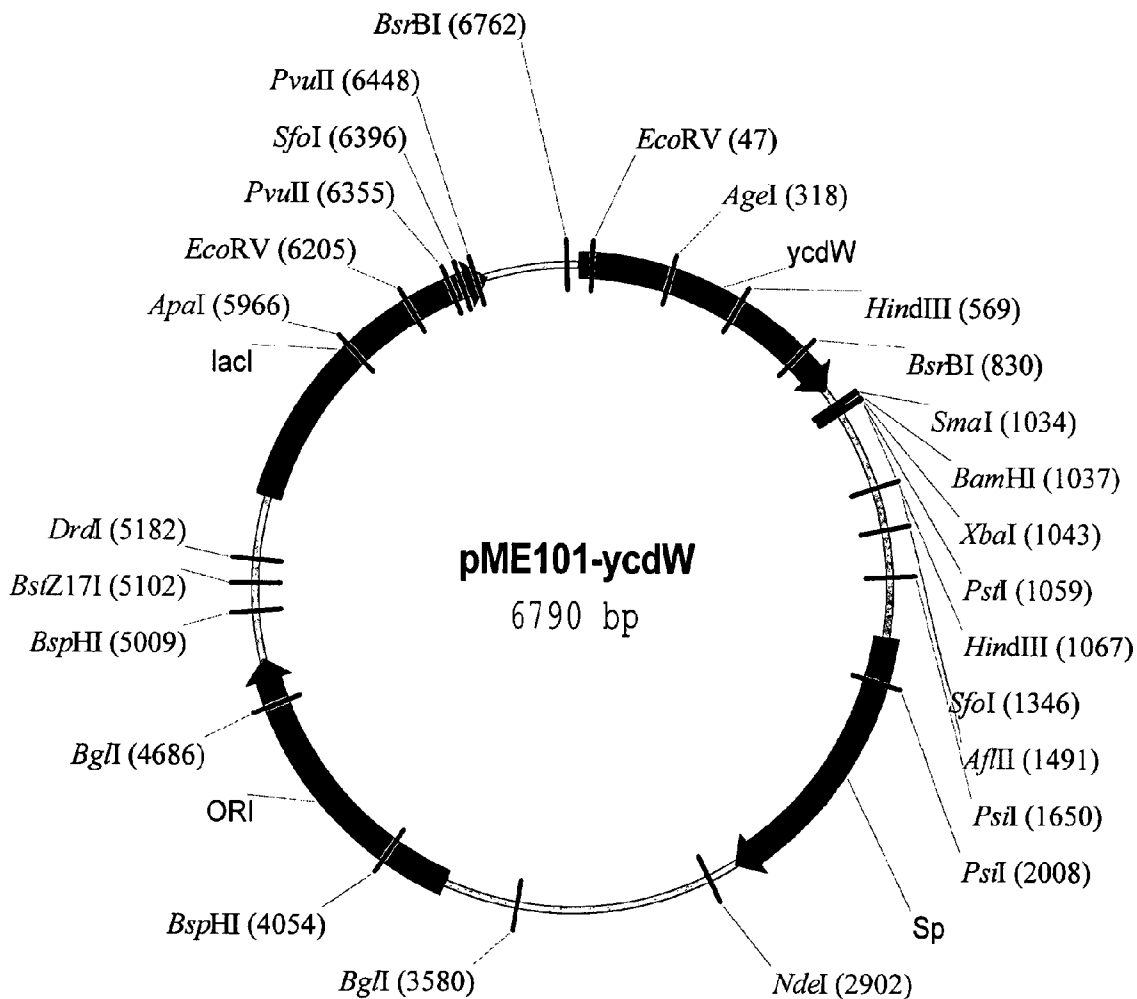 BsrBI (6762)
PvuII (6448)
SfoI (6396)
PvuII (6355)
EcoRV (6205)
ApaI (5966)
lacI
EcoRV (47)
AgeI (318)
ycdW
HindIII (569)
BsrBI (830)
SmaI (1034)
BamHI (1037)
XbaI (1043)
PstI (1059)
HindIII (1067)
SfoI (1346)
AflII (1491)
PsiI (1650)
PsiI (2008)
Sp
NdeI (2902)
BglI (3580)
BspHI (4054)
ORI
BglI (4686)
BspHI (5009)
BstZ17I (5102)
DrdI (5182)
pME101-ycdW
6790 bp